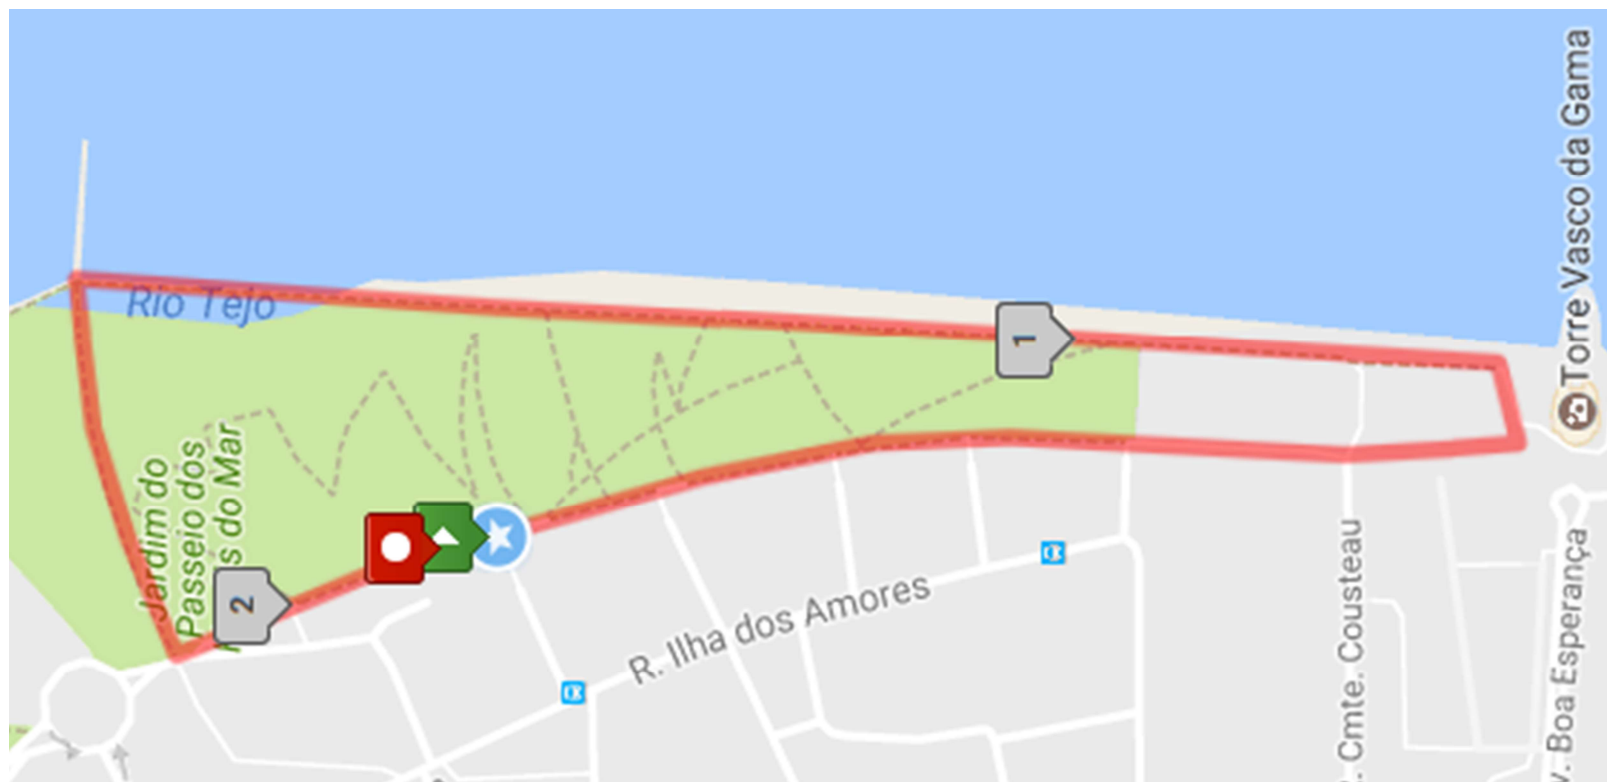 Rio Tejo
Torre Vasco da Gama
1
Jardim do
Passeio dos
s do Mar
2
R. Ilha dos Amores
. Cmte. Cousteau
v. Boa Esperança